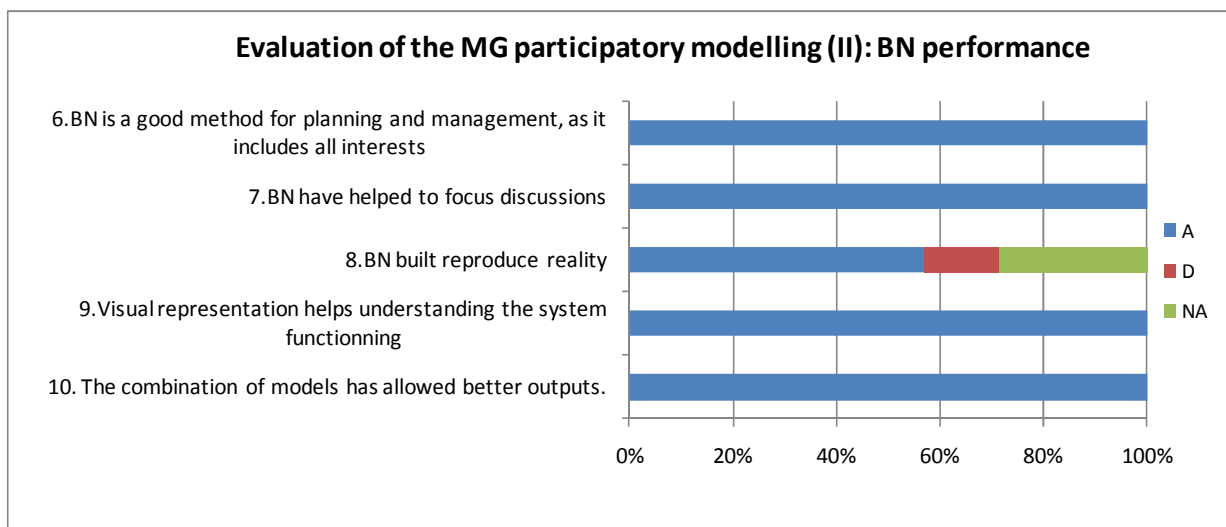 Evaluation of the MG participatory modelling (II): BN performance
6.BN is a good method for planning and management, as it
includes all interests
7.BN have helped to focus discussions
8.BN built reproduce reality
9.Visual representation helps understanding the system
functionning
10. The combination of models has allowed better outputs.
0% 20% 40% 60% 80% 100%
A
D
NA